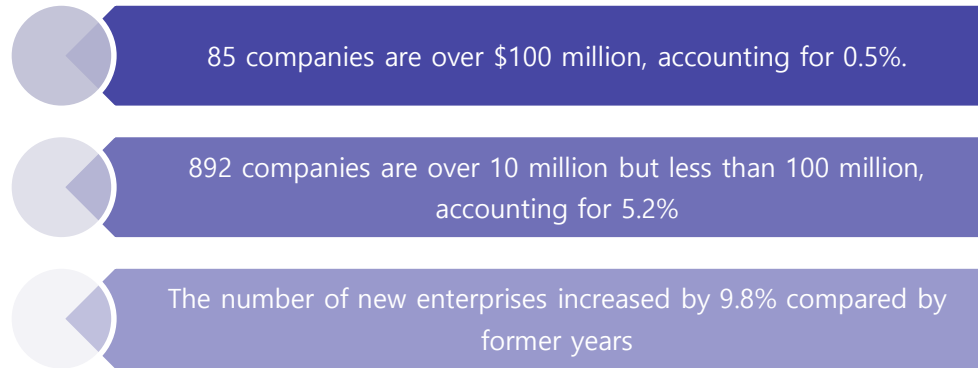 85 companies are over $100 million, accounting for 0.5%.
892 companies are over 10 million but less than 100 million,
accounting for 5.2%
The number of new enterprises increased by 9.8% compared by
former years